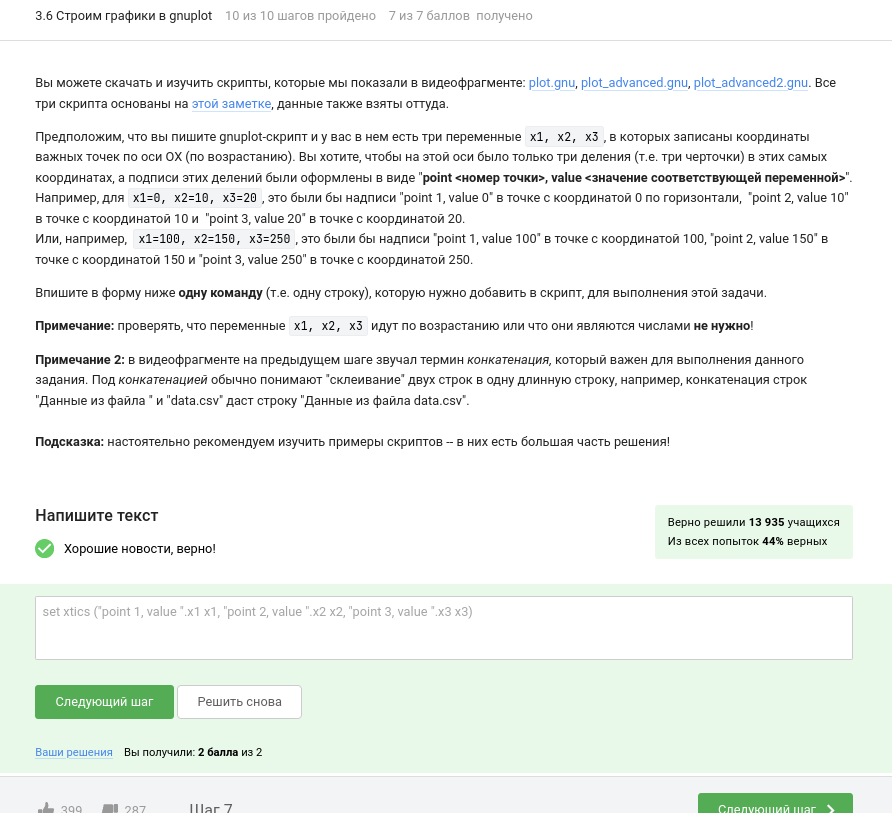 3.6 Строим графики в gnuplot 10 из 10 шагов пройдено 7 из 7 баллов получено
Вы можете скачать и изучить скрипты, которые мы показали в видеофрагменте: plot.gnu, plot_advanced.gnu, plot_advanced2.gnu. Все
три скрипта основаны на этой заметке, данные также взяты оттуда.
Предположим, что вы пишите gnuplot-скрипт и у вас в нем есть три переменные x1, x2, x3, в которых записаны координаты
важных точек по оси OX (по возрастанию). Вы хотите, чтобы на этой оси было только три деления (т.е. три черточки) в этих самых
координатах, а подписи этих делений были оформлены в виде "point <номер точки>, value <значение соответствующей переменной>".
Например, для x1=0, x2=10, x3=20, это были бы надписи "point 1, value 0" в точке с координатой 0 по горизонтали, "point 2, value 10"
в точке с координатой 10 и "point 3, value 20" в точке с координатой 20.
Или, например, x1=100, x2=150, x3=250, это были бы надписи "point 1, value 100" в точке с координатой 100, "point 2, value 150" в
точке с координатой 150 и "point 3, value 250" в точке с координатой 250.
Впишите в форму ниже одну команду (т.е. одну строку), которую нужно добавить в скрипт, для выполнения этой задачи.
Примечание: проверять, что переменные x1, x2, x3 идут по возрастанию или что они являются числами не нужно!
Примечание 2: в видеофрагменте на предыдущем шаге звучал термин конкатенация, который важен для выполнения данного
задания. Под конкатенацией обычно понимают "склеивание" двух строк в одну длинную строку, например, конкатенация строк
"Данные из файла " и "data.csv" даст строку "Данные из файла data.csv".
Подсказка: настоятельно рекомендуем изучить примеры скриптов -- в них есть большая часть решения!
Напишите текст
Верно решили 13 935 учащихся
Из всех попыток 44% верных
Хорошие новости, верно!
set xtics ("point 1, value ".x1 x1, "point 2, value ".x2 x2, "point 3, value ".x3 x3)
Следующий шаг Решить снова
Ваши решения Вы получили: 2 балла из 2
399 287 Шаг 7 Следующий шаг